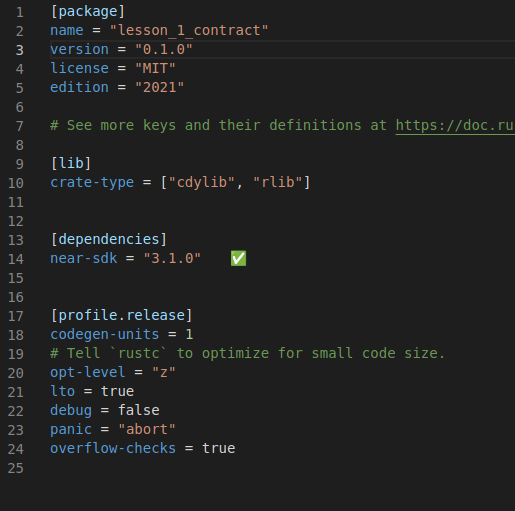 1 [package]
2 name = "lesson_1_contract"
3 version = "0.1.0"
4 license = "MIT"
5 edition = "2021"
6
7 # See more keys and their definitions at https://doc.ru
8
9 [lib]
10 crate-type = ["cdylib", "rlib"]
11
12
13 [dependencies]
14 near-sdk = "3.1.0" ✅
15
16
17 [profile.release]
18 codegen-units = 1
19 # Tell `rustc` to optimize for small code size.
20 opt-level = "z"
21 lto = true
22 debug = false
23 panic = "abort"
24 overflow-checks = true
25